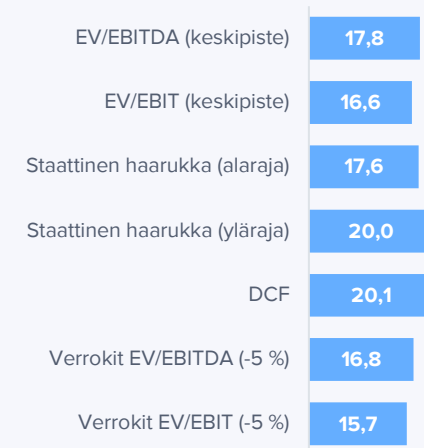 EV/EBITDA (keskipiste) 17,8
EV/EBIT (keskipiste) 16,6
Staattinen haarukka (alaraja) 17,6
Staattinen haarukka (yläraja) 20,0
DCF 20,1
Verrokit EV/EBITDA (-5 %) 16,8
Verrokit EV/EBIT (-5 %) 15,7